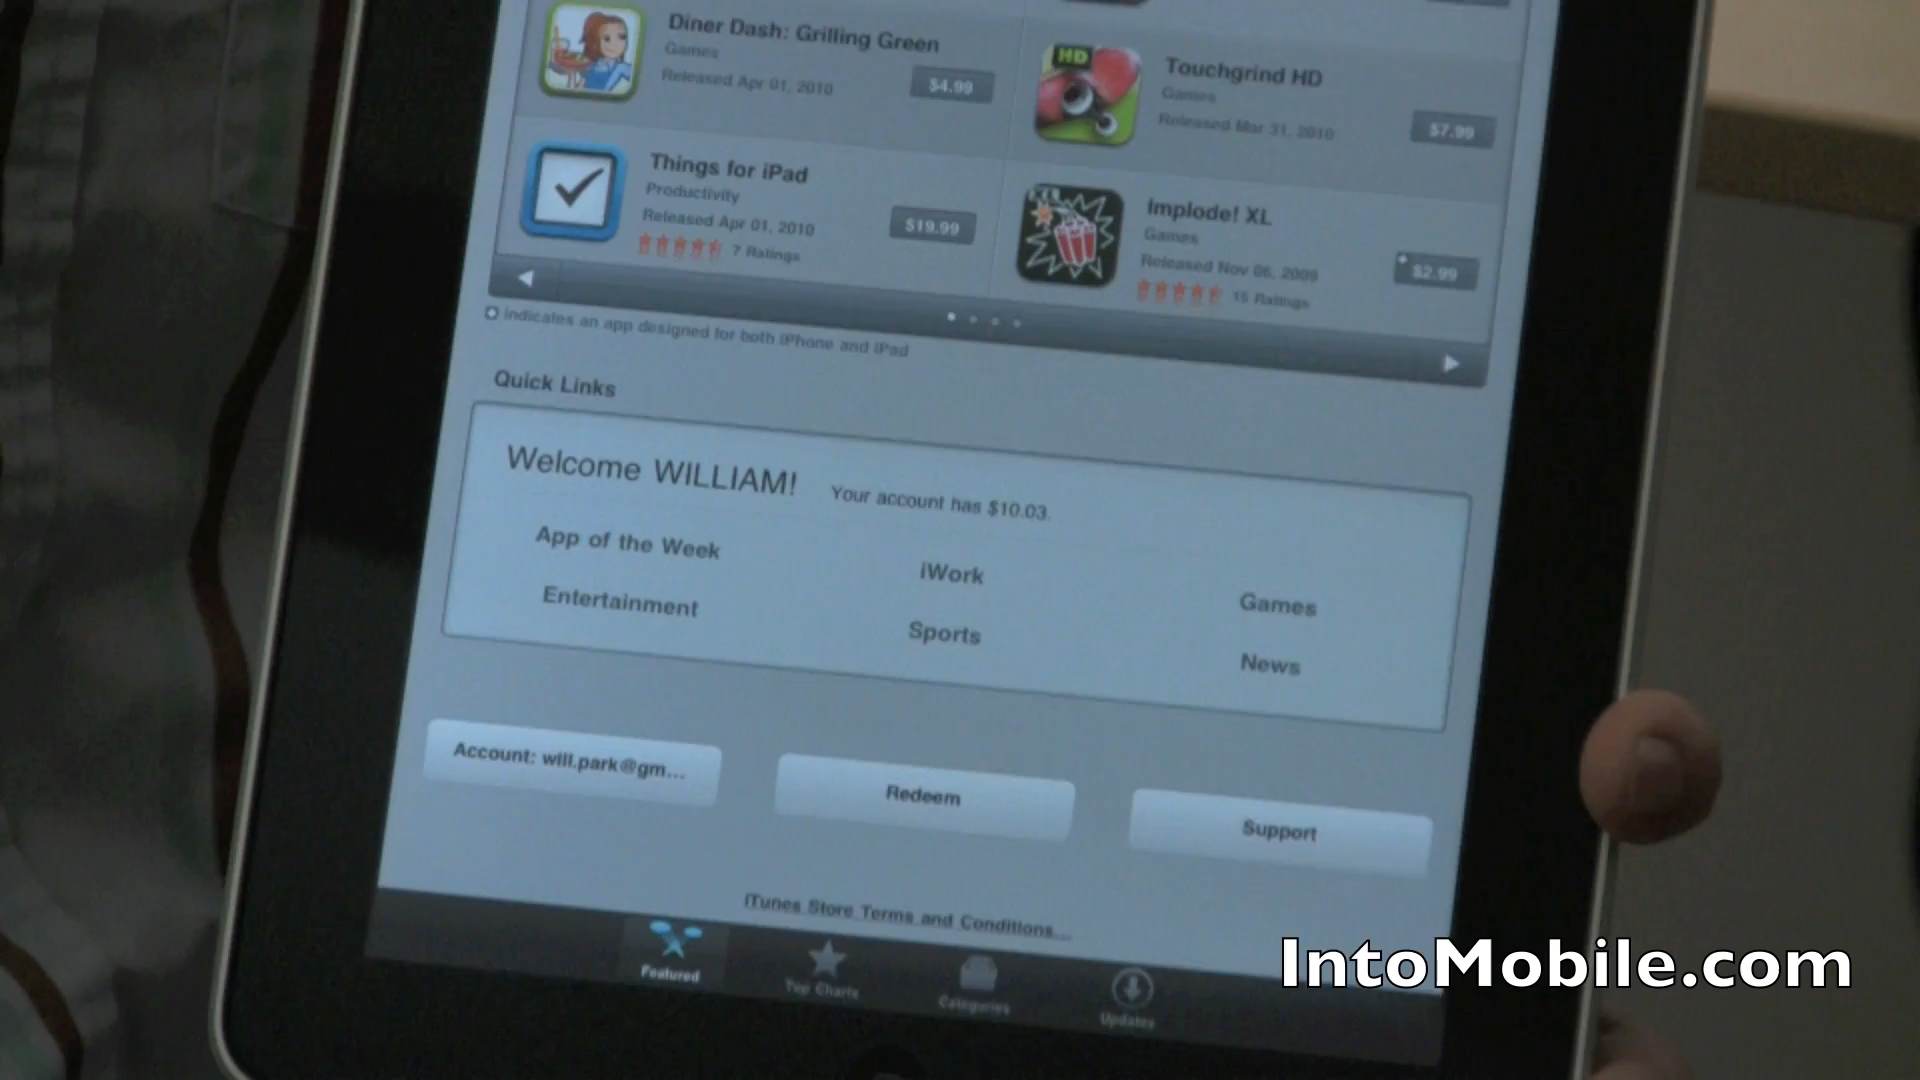 Diner Dash: Grilling Green
Games
Released Apr 01, 2010
$4.99
HD
Touchgrind HD
Games
Released Mar 31, 2010
$7.99
Things for iPad
Productivity
Released Apr 01, 2010
7 Ratings
$19.99
XL
Implode! XL
Games
Released Nov 06, 2009
15 Ratings
$2.99
indicates an app designed for both iPhone and iPad
Quick Links
Welcome WILLIAM! Your account has $10.03.
App of the Week
iWork
Games
Entertainment
Sports
News
Account: will.park@gm...
Redeem
Support
iTunes Store Terms and Conditions...
Featured
Top Charts
Categories
Updates
IntoMobile.com